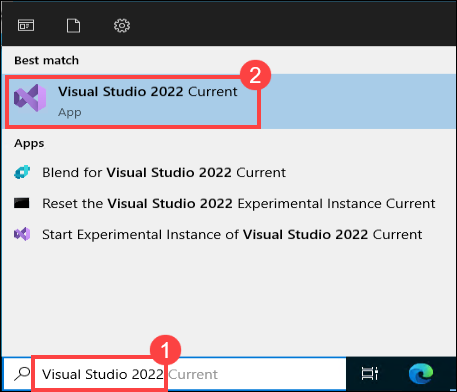 Best match
2
Visual Studio 2022 Current
App
Apps
Blend for Visual Studio 2022 Current
Reset the Visual Studio 2022 Experimental Instance Current
Start Experimental Instance of Visual Studio 2022 Current
1
Visual Studio 2022 Current